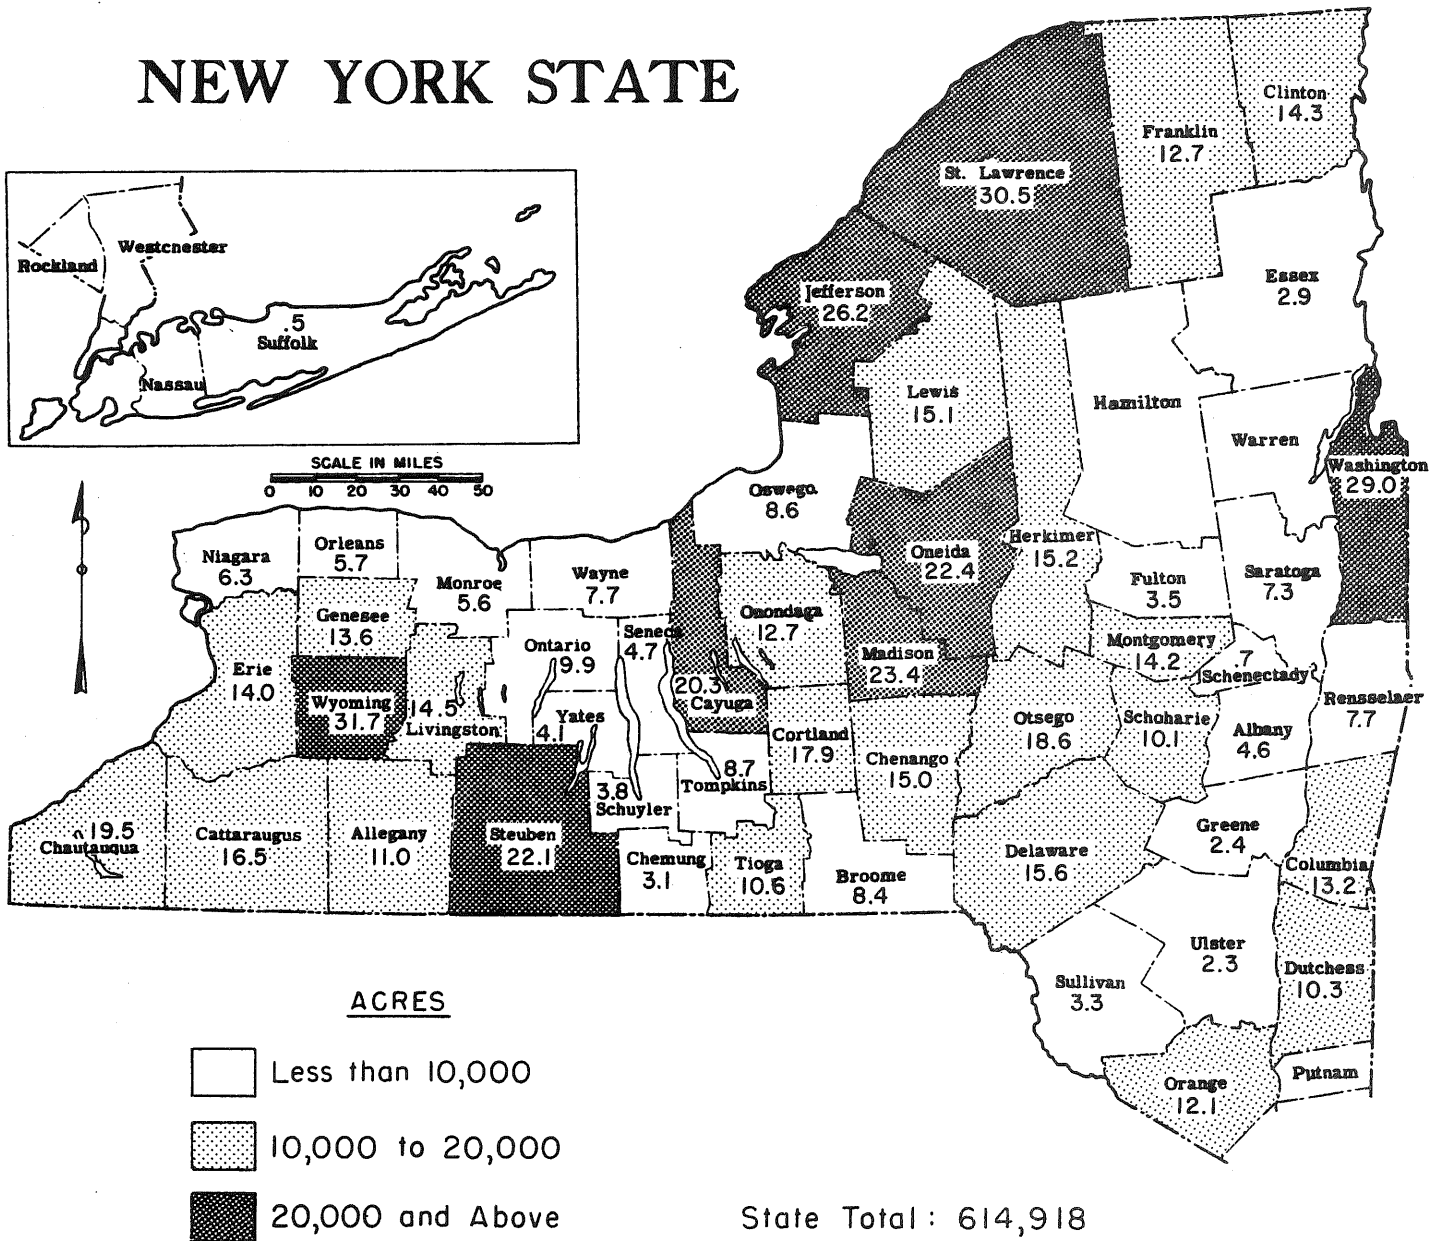 NEW YORK STATE
Clinton
14.3
Franklin
12.7
St. Lawrence
30.5
Westcnester
Rockland
.5
Suffolk
Nassau
Essex
2.9
Jefferson
26.2
Lewis
15.1
Hamilton
Warren
Washington
29.0
SCALE IN MILES
0 10 20 30 40 50
Oswego
8.6
Niagara
6.3
Orleans
5.7
Monroe
5.6
Wayne
7.7
Oneida
22.4
Herkimer
15.2
Fulton
3.5
Saratoga
7.3
Genesee
13.6
Onondaga
12.7
Ontario
9.9
Seneca
4.7
Madison
23.4
Montgomery
14.2
.7
Schenectady
Erie
14.0
Wyoming
31.7
14.5
Livingston
20.3
Cayuga
Rensselaer
7.7
Yates
4.1
Cortland
17.9
Chenango
15.0
Otsego
18.6
Schoharie
10.1
Albany
4.6
8.7
Tompkins
3.8
Schuyler
19.5
Chautauqua
Cattaraugus
16.5
Allegany
11.0
Steuben
22.1
Chemung
3.1
Tioga
10.6
Broome
8.4
Delaware
15.6
Greene
2.4
Columbia
13.2
Ulster
2.3
Sullivan
3.3
Dutchess
10.3
Orange
12.1
Putnam
ACRES
Less than 10,000
10,000 to 20,000
20,000 and Above
State Total: 614,918